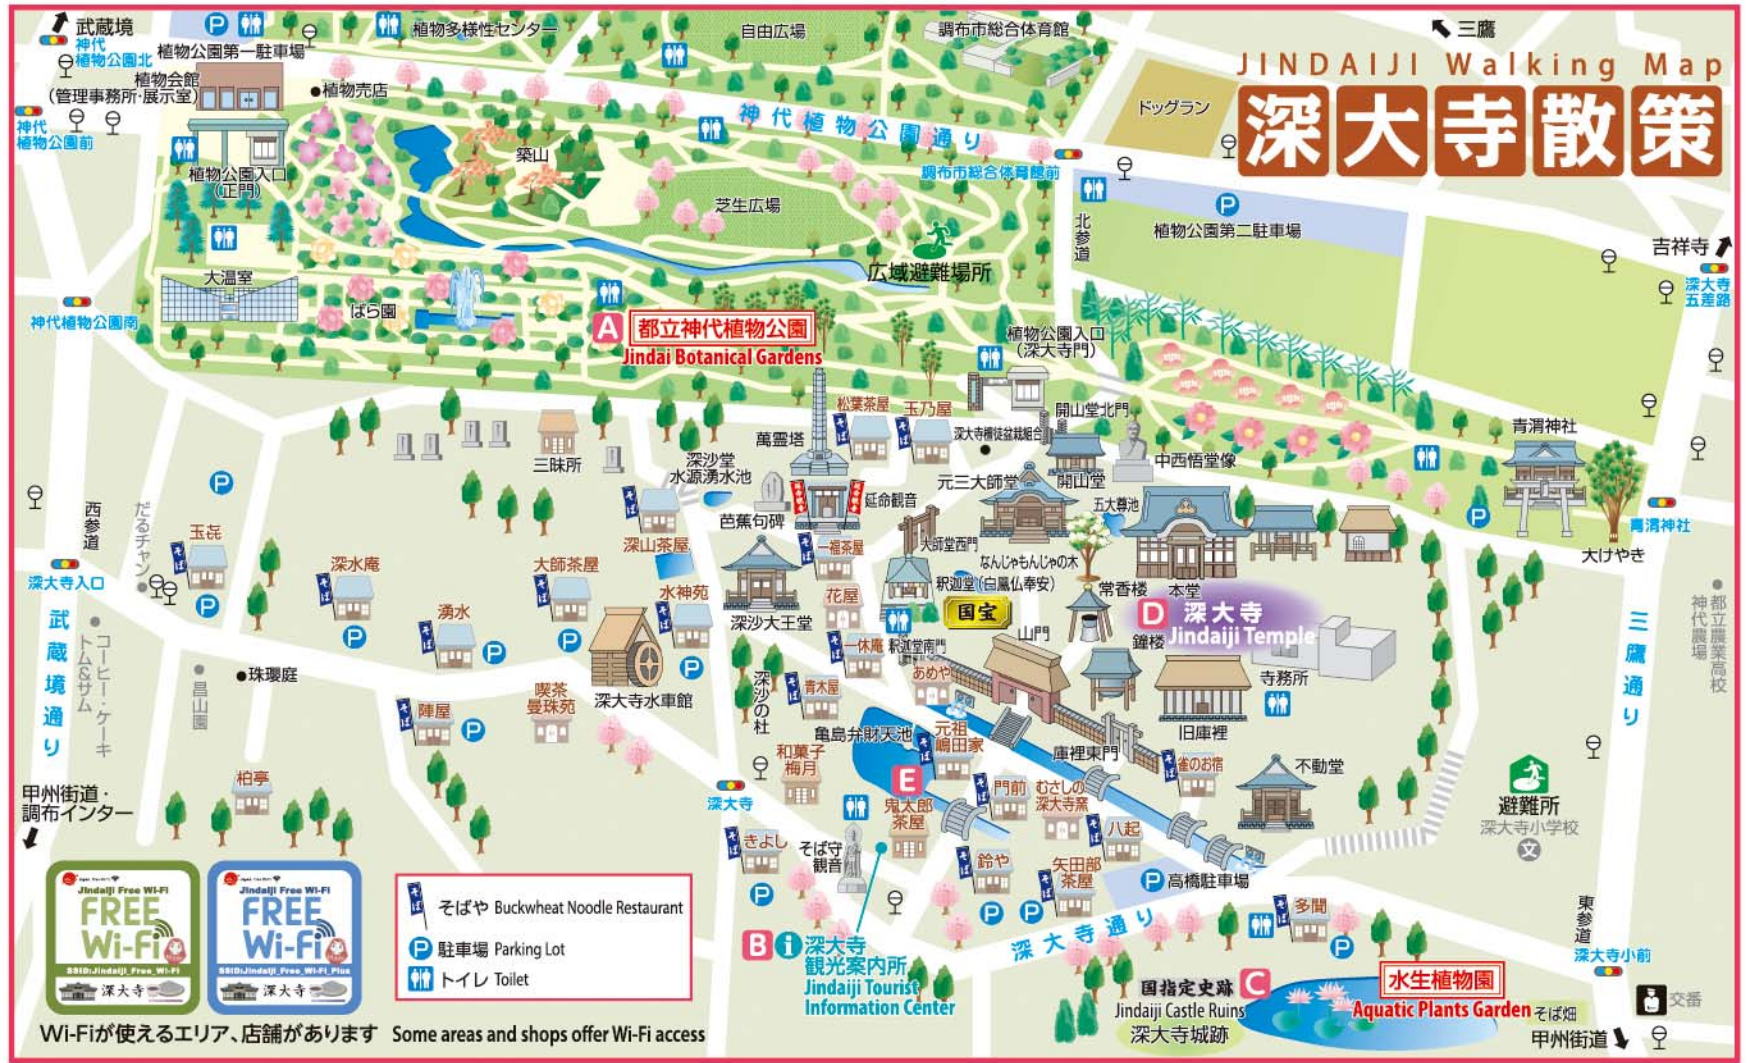 JINDAIJI Walking Map
深大寺散策
武蔵境
神代
植物公園北
植物公園第一駐車場
植物多様性センター
自由広場
調布市総合体育館
三鷹
植物会館
(管理事務所・展示室)
植物売店
神代
植物公園前
神代植物公園通り
ドッグラン
植物公園入口
(正門)
築山
芝生広場
調布市総合体育館前
北参道
植物公園第二駐車場
吉祥寺
深大寺
五差路
広域避難場所
大温室
ばら園
神代植物公園南
A
都立神代植物公園
Jindai Botanical Gardens
植物公園入口
(深大寺門)
松葉茶屋
玉乃屋
萬霊塔
深大寺檀徒盆栽組合
開山堂北門
中西悟堂像
青渭神社
三昧所
深沙堂
水源湧水池
芭蕉句碑
延命観音
元三大師堂
開山堂
五大尊池
青渭神社
大けやき
西参道
だるチャン
玉㐂
深大寺入口
深水庵
大師茶屋
深山茶屋
一福茶屋
大師堂西門
なんじゃもんじゃの木
釈迦堂(白鳳仏奉安)
常香楼
本堂
湧水
水神苑
深沙大王堂
花屋
国宝
山門
D
深大寺
Jindaiji Temple
鐘楼
武蔵境通り
コーヒー・ケーキ
トム&サム
昌山園
珠瓔庭
深大寺水車館
一休庵
釈迦堂南門
あめや
寺務所
三鷹通り
都立農業高校
神代農場
陣屋
喫茶
曼珠苑
深沙の杜
青木屋
亀島弁財天池
元祖
嶋田家
庫裡東門
旧庫裡
雀のお宿
不動堂
柏亭
和菓子
梅月
深大寺
E
鬼太郎
茶屋
門前
むさしの
深大寺窯
八起
避難所
深大寺小学校
文
甲州街道・
調布インター
きよし
そば守
観音
鈴や
矢田部
茶屋
高橋駐車場
深大寺通り
多聞
東参道
深大寺小前
B
i
深大寺
観光案内所
Jindaiji Tourist
Information Center
国指定史跡
Jindaiji Castle Ruins
深大寺城跡
C
水生植物園
Aquatic Plants Garden
そば畑
交番
甲州街道
Jindaiji Free Wi-Fi
FREE
Wi-Fi
SSID:Jindaiji_Free_Wi-Fi
深大寺
Jindaiji Free Wi-Fi
FREE
Wi-Fi
SSID:Jindaiji_Free_Wi-Fi_Plus
深大寺
そば そばや Buckwheat Noodle Restaurant
P 駐車場 Parking Lot
トイレ Toilet
Wi-Fiが使えるエリア、店舗があります Some areas and shops offer Wi-Fi access